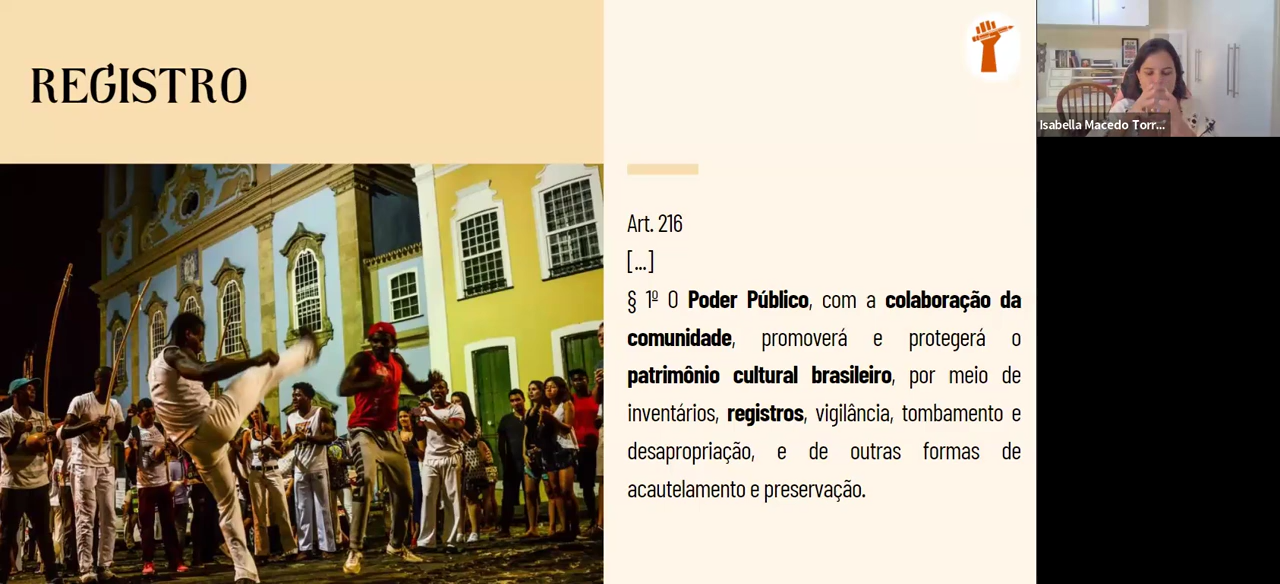 REGISTRO
Art. 216
[...]
§ 1º O Poder Público, com a colaboração da
comunidade, promoverá e protegerá o
patrimônio cultural brasileiro, por meio de
inventários, registros, vigilância, tombamento e
desapropriação, e de outras formas de
acautelamento e preservação.
Isabella Macedo Torr...